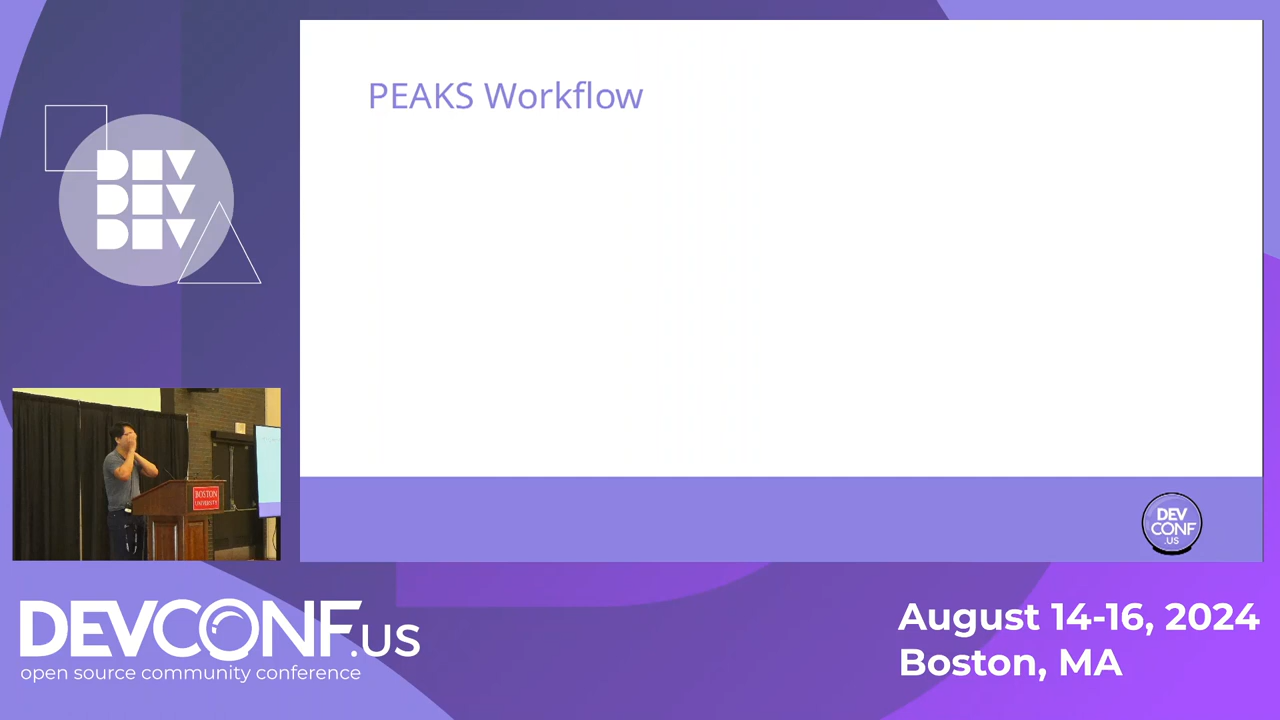 PEAKS Workflow
DEV
DEV
DEV
BOSTON
UNIVERSITY
DEV
CONF
.US
DEVCONF.US
open source community conference
August 14-16, 2024
Boston, MA